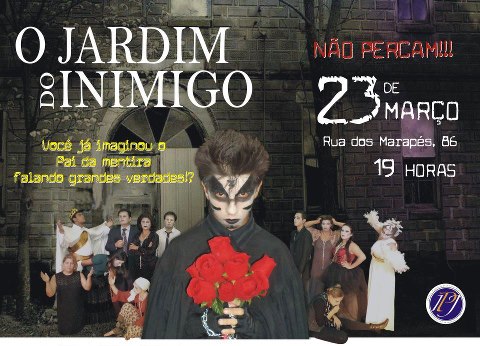 O JARDIM
DO INIMIGO
Você já imaginou o
Pai da mentira
falando grandes verdades!?
NÃO PERCAM!!!
23 DE
MARÇO
Rua dos Marapés, 86
19 HORAS